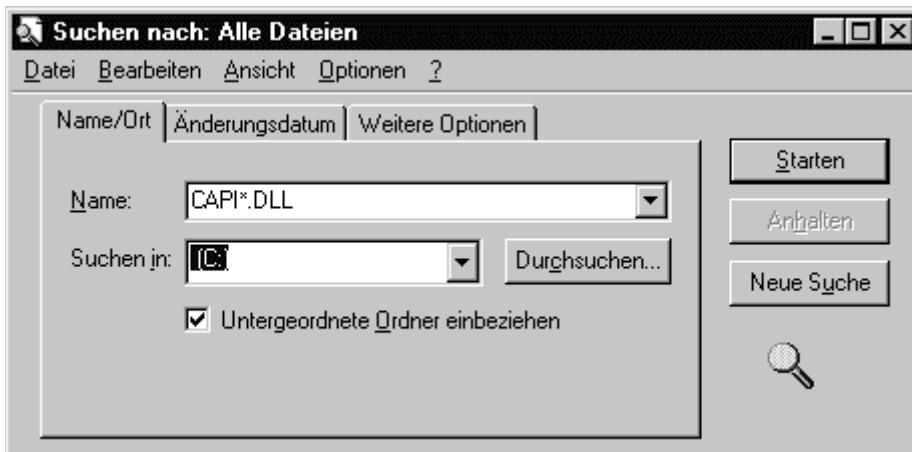 Suchen nach: Alle Dateien
Datei Bearbeiten Ansicht Optionen ?
Name/Ort Änderungsdatum Weitere Optionen
Name: CAPI*.DLL
Suchen in: (C:) Durchsuchen...
Untergeordnete Ordner einbeziehen
Starten
Anhalten
Neue Suche